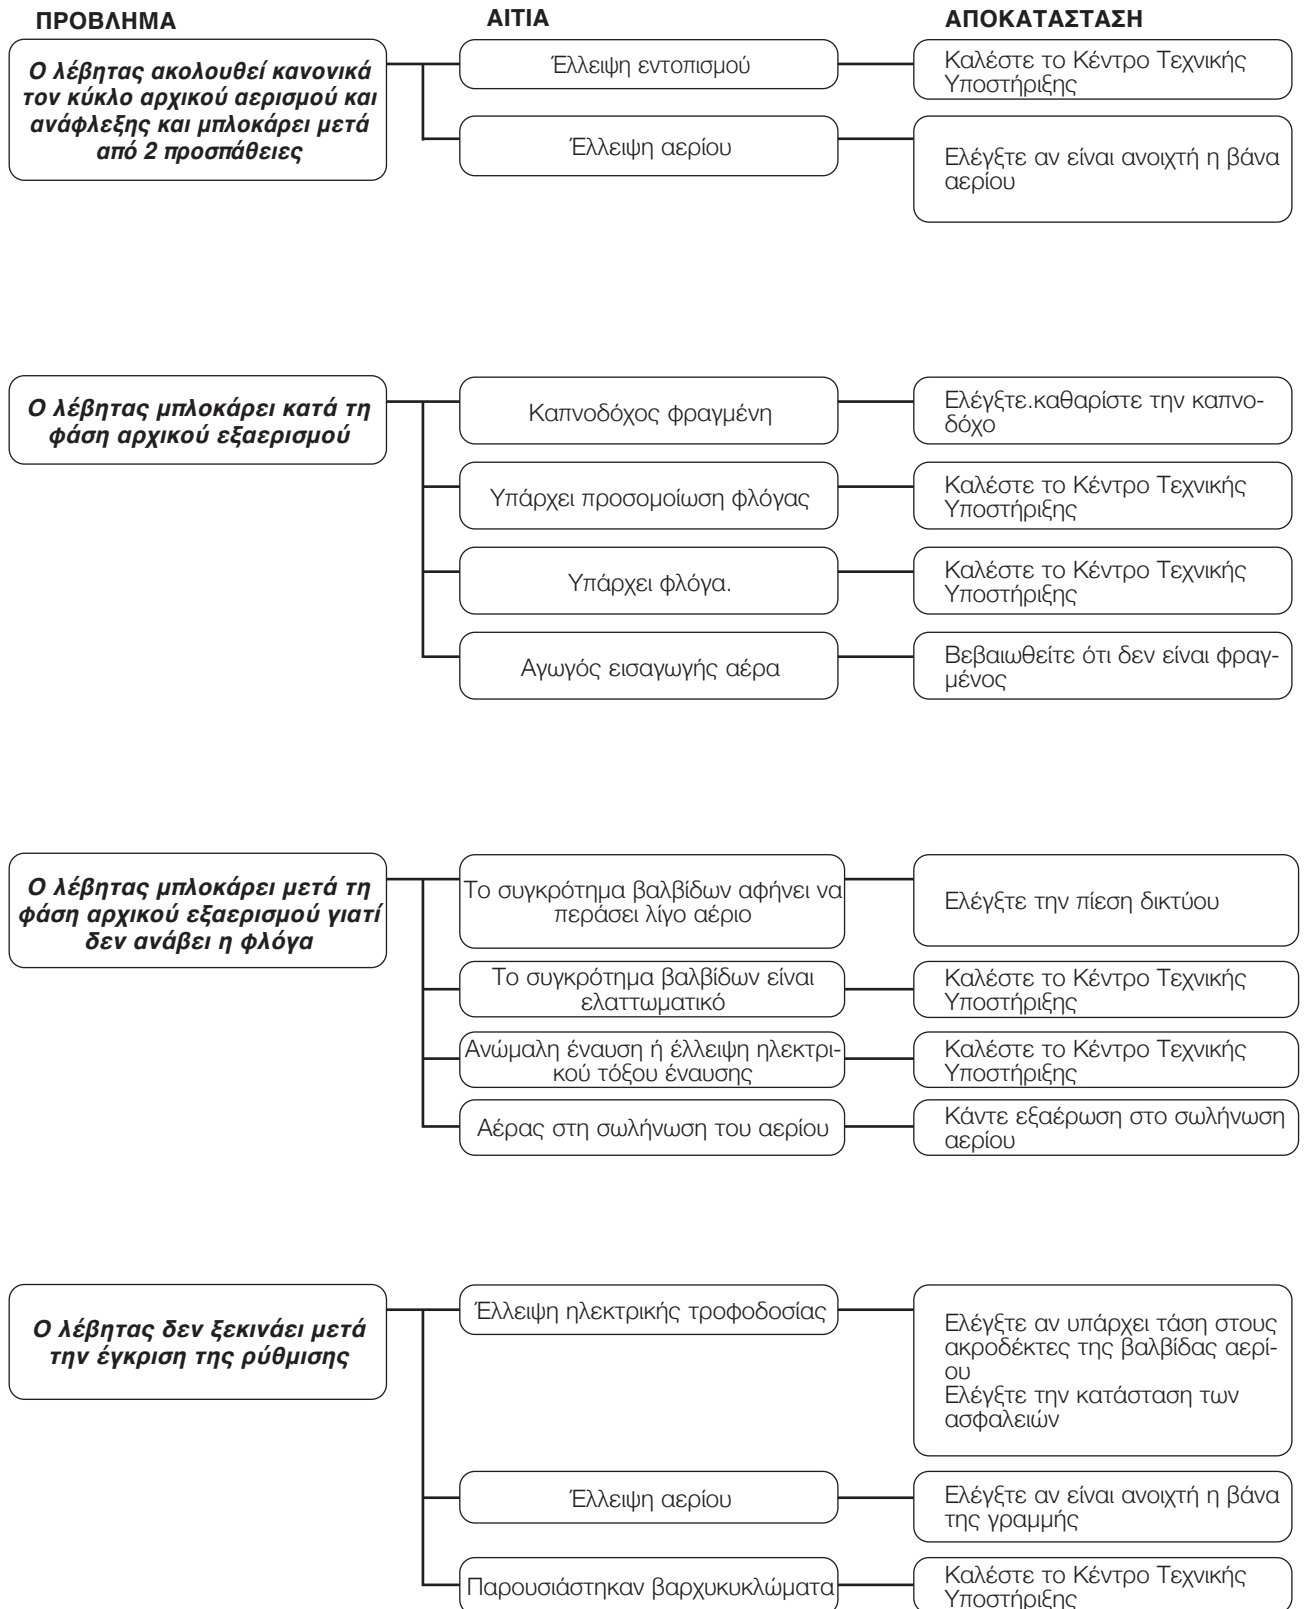 ΠΡΟΒΛΗΜΑ
ΑΙΤΙΑ
ΑΠΟΚΑΤΑΣΤΑΣΗ
Ο λέβητας ακολουθεί κανονικά
τον κύκλο αρχικού αερισμού και
ανάφλεξης και μπλοκάρει μετά
από 2 προσπάθειες
Έλλειψη εντοπισμού
Καλέστε το Κέντρο Τεχνικής
Υποστήριξης
Έλλειψη αερίου
Ελέγξτε αν είναι ανοιχτή η βάνα
αερίου
Ο λέβητας μπλοκάρει κατά τη
φάση αρχικού εξαερισμού
Καπνοδόχος φραγμένη
Ελέγξτε.καθαρίστε την καπνο-
δόχο
Υπάρχει προσομοίωση φλόγας
Καλέστε το Κέντρο Τεχνικής
Υποστήριξης
Υπάρχει φλόγα.
Καλέστε το Κέντρο Τεχνικής
Υποστήριξης
Αγωγός εισαγωγής αέρα
Βεβαιωθείτε ότι δεν είναι φραγ-
μένος
Ο λέβητας μπλοκάρει μετά τη
φάση αρχικού εξαερισμού γιατί
δεν ανάβει η φλόγα
Το συγκρότημα βαλβίδων αφήνει να
περάσει λίγο αέριο
Ελέγξτε την πίεση δικτύου
Το συγκρότημα βαλβίδων είναι
ελαττωματικό
Καλέστε το Κέντρο Τεχνικής
Υποστήριξης
Ανώμαλη έναυση ή έλλειψη ηλεκτρι-
κού τόξου έναυσης
Καλέστε το Κέντρο Τεχνικής
Υποστήριξης
Αέρας στη σωλήνωση του αερίου
Κάντε εξαέρωση στο σωλήνωση
αερίου
Ο λέβητας δεν ξεκινάει μετά
την έγκριση της ρύθμισης
Έλλειψη ηλεκτρικής τροφοδοσίας
Ελέγξτε αν υπάρχει τάση στους
ακροδέκτες της βαλβίδας αερί-
ου
Ελέγξτε την κατάσταση των
ασφαλειών
Έλλειψη αερίου
Ελέγξτε αν είναι ανοιχτή η βάνα
της γραμμής
Παρουσιάστηκαν βαρχυκυκλώματα
Καλέστε το Κέντρο Τεχνικής
Υποστήριξης